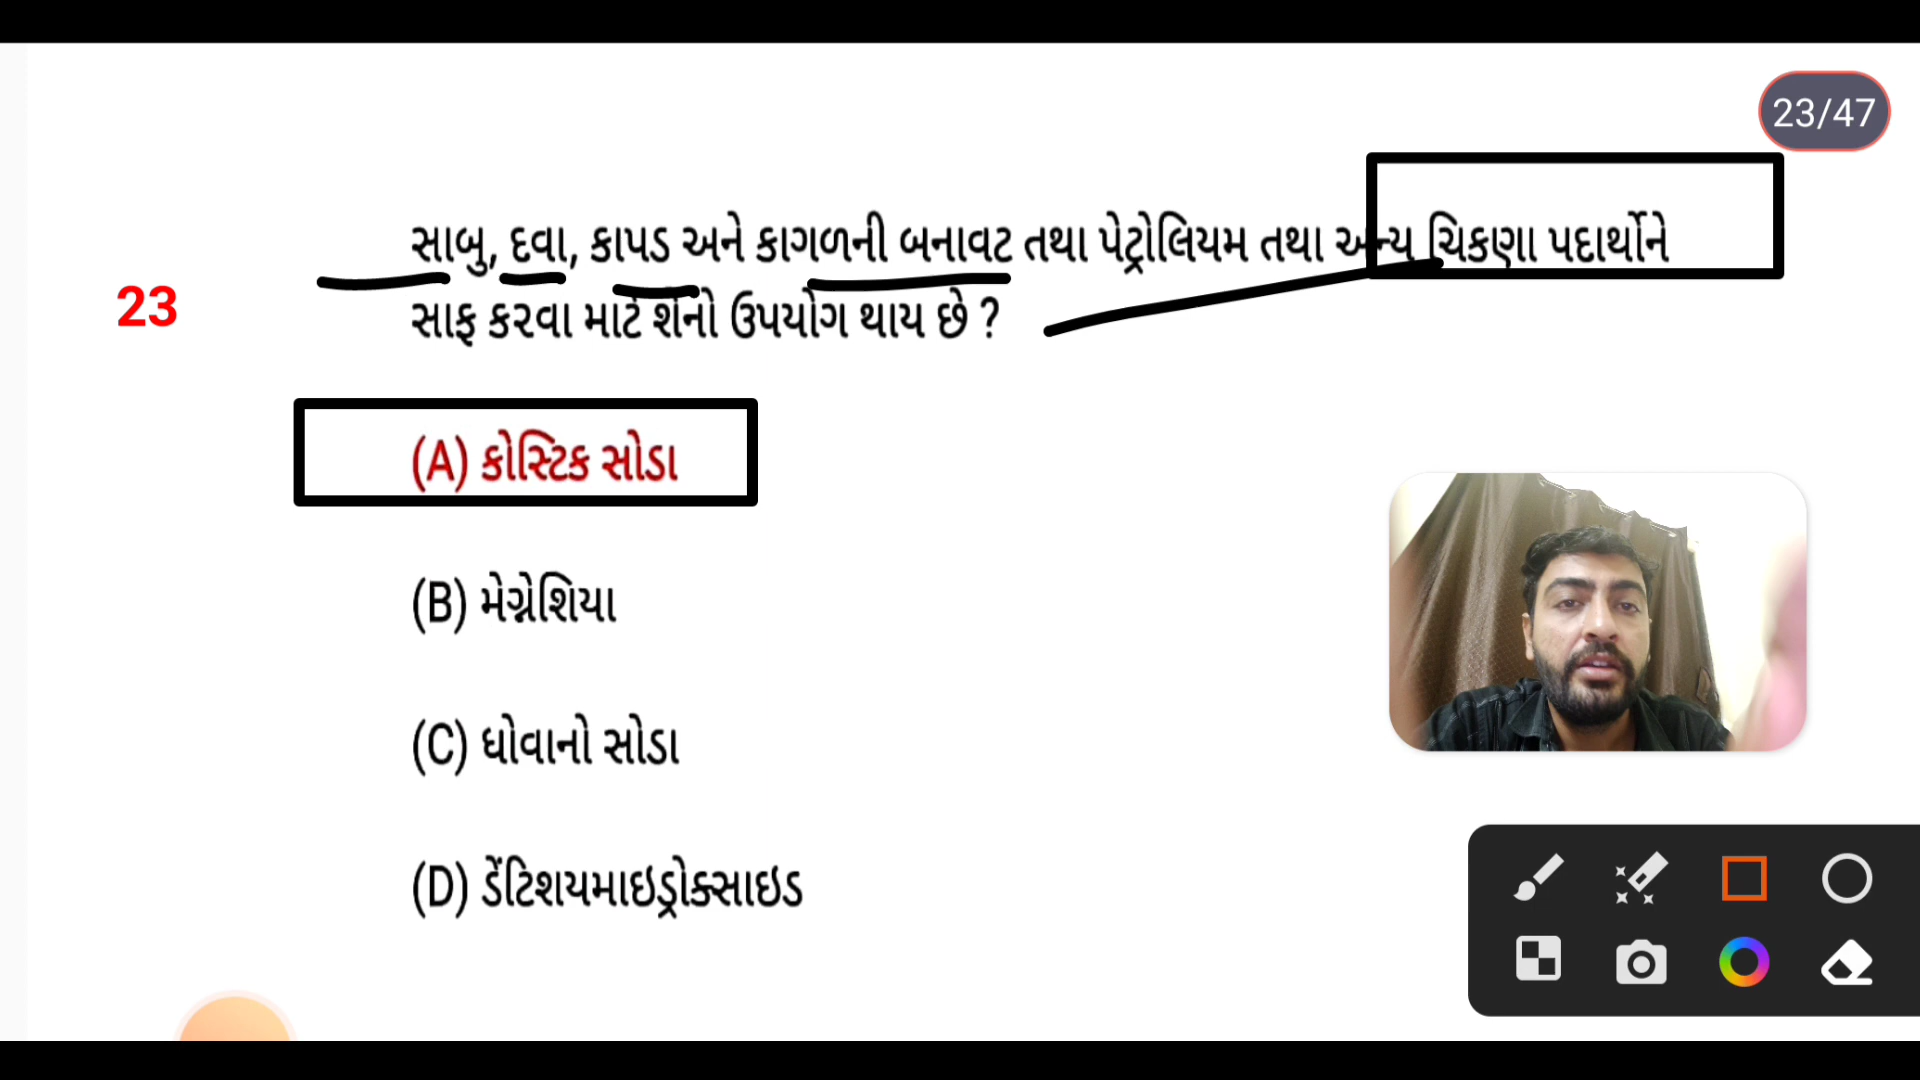 23/47
સાબુ, દવા, કાપડ અને કાગળની બનાવટ તથા પેટ્રોલિયમ તથા અન્ય ચિકણા પદાર્થોને
23
સાફ કરવા માટે શેનો ઉપયોગ થાય છે ?
(A) કોસ્ટિક સોડા
(B) મેગ્નેશિયા
(C) ધોવાનો સોડા
(D) ડેંટિશયમાઇડ્રોક્સાઇડ